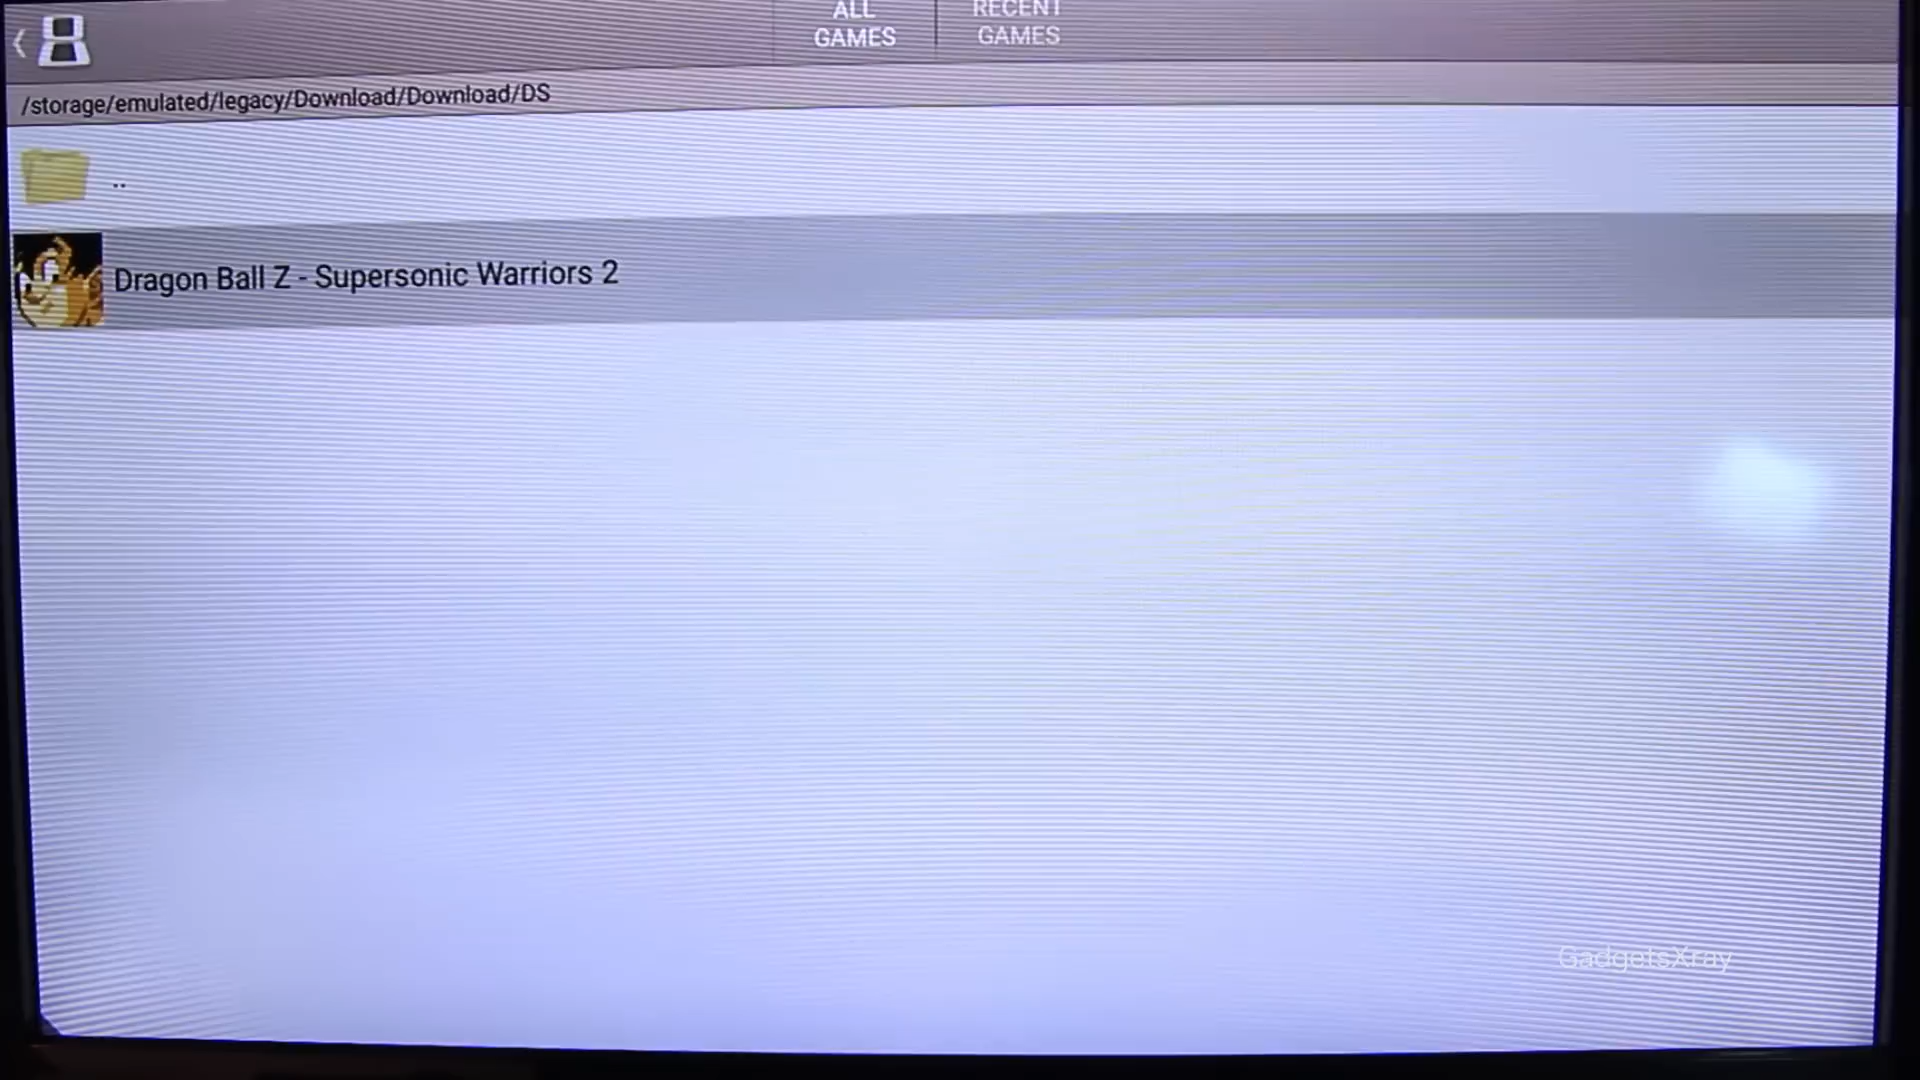 ALL
GAMES
RECENT
GAMES
/storage/emulated/legacy/Download/Download/DS
..
Dragon Ball Z - Supersonic Warriors 2
GadgetsXray